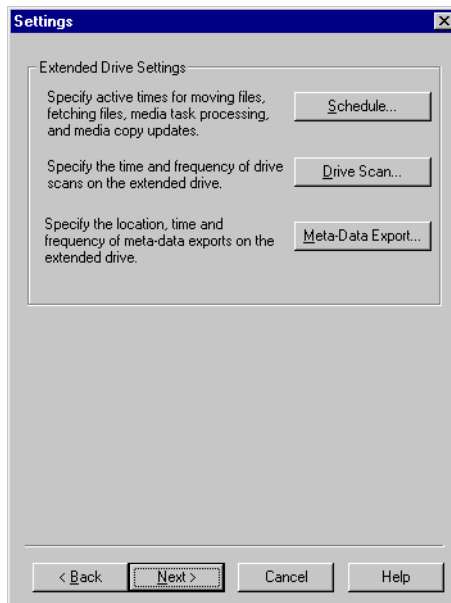 Settings
Extended Drive Settings
Specify active times for moving files,
fetching files, media task processing,
and media copy updates.
Schedule...
Specify the time and frequency of drive
scans on the extended drive.
Drive Scan...
Specify the location, time and
frequency of meta-data exports on the
extended drive.
Meta-Data Export...
< Back Next > Cancel Help